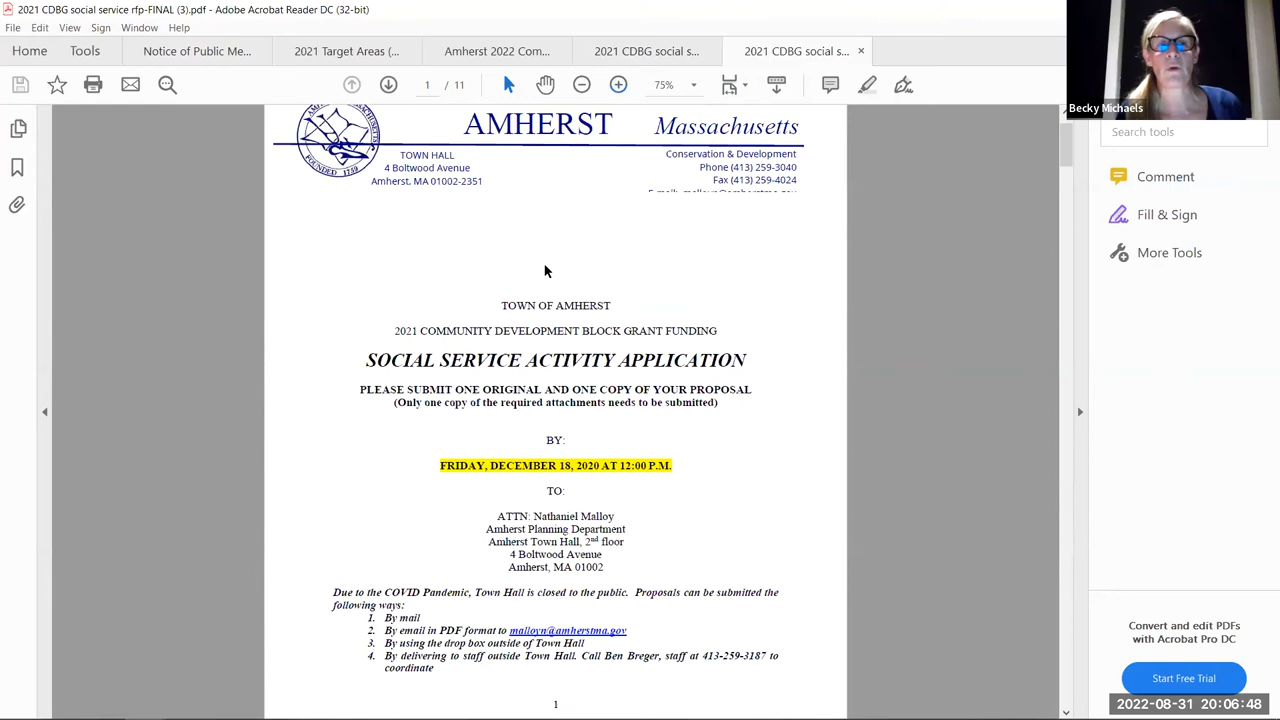 2021 CDBG social service rfp-FINAL (3).pdf - Adobe Acrobat Reader DC (32-bit)
File Edit View Sign Window Help
Home Tools Notice of Public Me... 2021 Target Areas (... Amherst 2022 Com... 2021 CDBG social s... 2021 CDBG social s... ×
1 / 11 75%
Becky Michaels
Search tools
Comment
Fill & Sign
More Tools
AMHERST Massachusetts
TOWN HALL
4 Boltwood Avenue
Amherst, MA 01002-2351
Conservation & Development
Phone (413) 259-3040
Fax (413) 259-4024
TOWN OF AMHERST
2021 COMMUNITY DEVELOPMENT BLOCK GRANT FUNDING
SOCIAL SERVICE ACTIVITY APPLICATION
PLEASE SUBMIT ONE ORIGINAL AND ONE COPY OF YOUR PROPOSAL
(Only one copy of the required attachments needs to be submitted)
BY:
FRIDAY, DECEMBER 18, 2020 AT 12:00 P.M.
TO:
ATTN: Nathaniel Malloy
Amherst Planning Department
Amherst Town Hall, 2nd floor
4 Boltwood Avenue
Amherst, MA 01002
Due to the COVID Pandemic, Town Hall is closed to the public. Proposals can be submitted the
following ways:
1. By mail
2. By email in PDF format to malloyn@amherstma.gov
3. By using the drop box outside of Town Hall
4. By delivering to staff outside Town Hall. Call Ben Breger, staff at 413-259-3187 to
coordinate
1
Convert and edit PDFs
with Acrobat Pro DC
Start Free Trial
2022-08-31 20:06:48